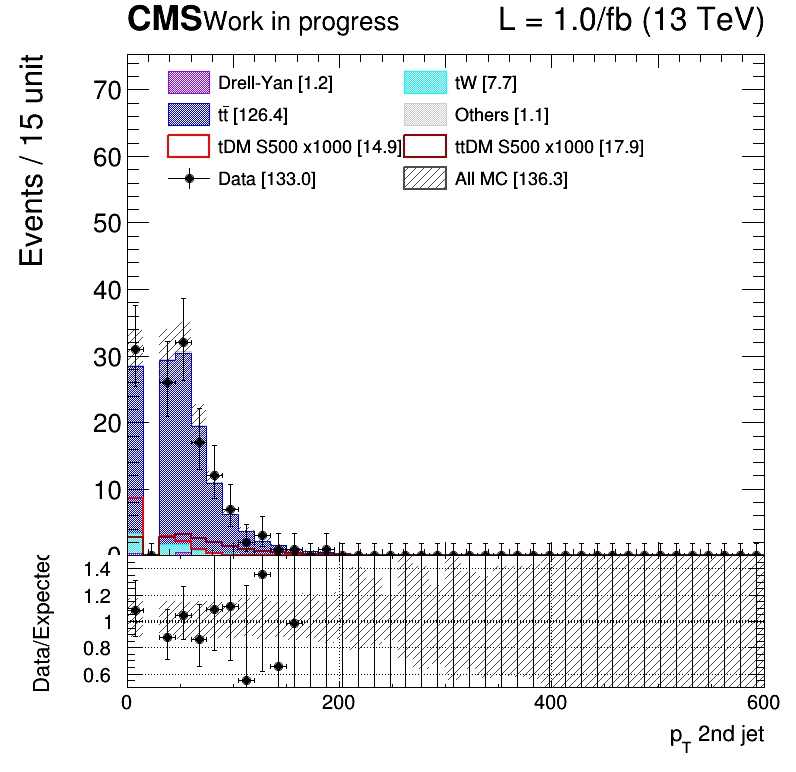 CMS Work in progress L = 1.0/fb (13 TeV)
Events / 15 unit
70
60
50
40
30
20
10
0
Drell-Yan [1.2] tW [7.7]
tt̄ [126.4] Others [1.1]
tDM S500 x1000 [14.9] ttDM S500 x1000 [17.9]
Data [133.0] All MC [136.3]
Data/Expected
1.4
1.2
1
0.8
0.6
0 200 400 600
p_T 2nd jet